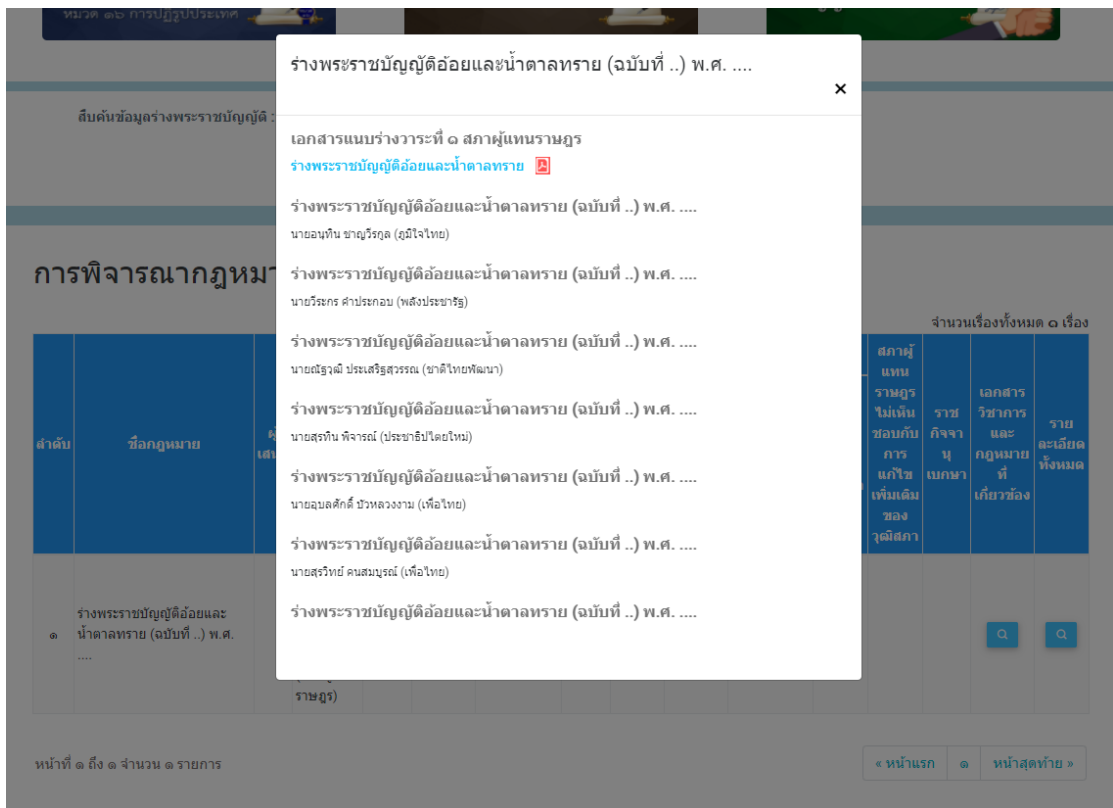 หมวด ๑๖ การปฏิรูปประเทศ
ร่างพระราชบัญญัติอ้อยและน้ำตาลทราย (ฉบับที่ ..) พ.ศ. ....
×
สืบค้นข้อมูลร่างพระราชบัญญัติ :
เอกสารแนบร่างวาระที่ ๑ สภาผู้แทนราษฎร
ร่างพระราชบัญญัติอ้อยและน้ำตาลทราย
ร่างพระราชบัญญัติอ้อยและน้ำตาลทราย (ฉบับที่ ..) พ.ศ. ....
นายอนุทิน ชาญวีรกูล (ภูมิใจไทย)
ร่างพระราชบัญญัติอ้อยและน้ำตาลทราย (ฉบับที่ ..) พ.ศ. ....
นายวีระกร คำประกอบ (พลังประชารัฐ)
ร่างพระราชบัญญัติอ้อยและน้ำตาลทราย (ฉบับที่ ..) พ.ศ. ....
นายณัฐวุฒิ ประเสริฐสุวรรณ (ชาติไทยพัฒนา)
ร่างพระราชบัญญัติอ้อยและน้ำตาลทราย (ฉบับที่ ..) พ.ศ. ....
นายสุรทิน พิจารณ์ (ประชาธิปไตยใหม่)
ร่างพระราชบัญญัติอ้อยและน้ำตาลทราย (ฉบับที่ ..) พ.ศ. ....
นายอุบลศักดิ์ บัวหลวงงาม (เพื่อไทย)
ร่างพระราชบัญญัติอ้อยและน้ำตาลทราย (ฉบับที่ ..) พ.ศ. ....
นายสุรวิทย์ คนสมบูรณ์ (เพื่อไทย)
ร่างพระราชบัญญัติอ้อยและน้ำตาลทราย (ฉบับที่ ..) พ.ศ. ....
การพิจารณากฎหมา
จำนวนเรื่องทั้งหมด ๑ เรื่อง
ลำดับ
ชื่อกฎหมาย
สภาผู้
แทน
ราษฎร
ไม่เห็น
ชอบกับ
การ
แก้ไข
เพิ่มเติม
ของ
วุฒิสภา
ราช
กิจจา
นุ
เบกษา
เอกสาร
วิชาการ
และ
กฎหมาย
ที่
เกี่ยวข้อง
ราย
ละเอียด
ทั้งหมด
๑
ร่างพระราชบัญญัติอ้อยและ
น้ำตาลทราย (ฉบับที่ ..) พ.ศ.
....
ราษฎร)
หน้าที่ ๑ ถึง ๑ จำนวน ๑ รายการ
« หน้าแรก
๑
หน้าสุดท้าย »